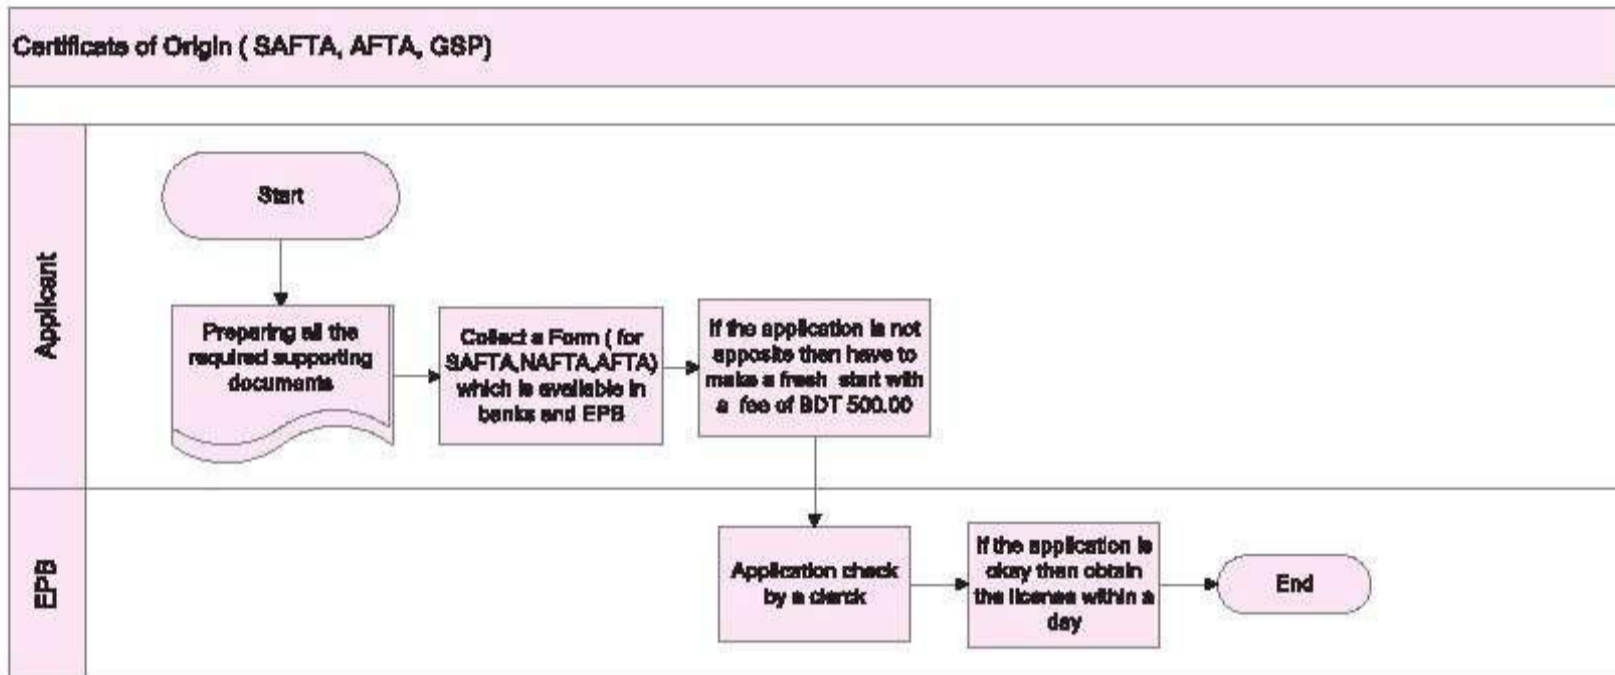 Certificate of Origin ( SAFTA, AFTA, GSP)
Applicant
Start
Preparing all the
required supporting
documents
Collect a Form ( for
SAFTA,NAFTA,AFTA)
which is available in
banks and EPB
If the application is not
apposite then have to
make a fresh start with
a fee of BDT 500.00
EPB
Application check
by a clerck
If the application is
okay then obtain
the license within a
day
End